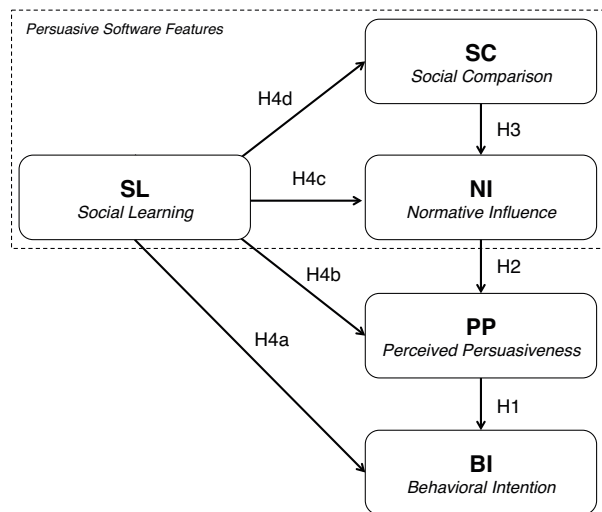 Persuasive Software Features
SC
Social Comparison
H4d
H3
SL
Social Learning
H4c
NI
Normative Influence
H4b
H2
H4a
PP
Perceived Persuasiveness
H1
BI
Behavioral Intention